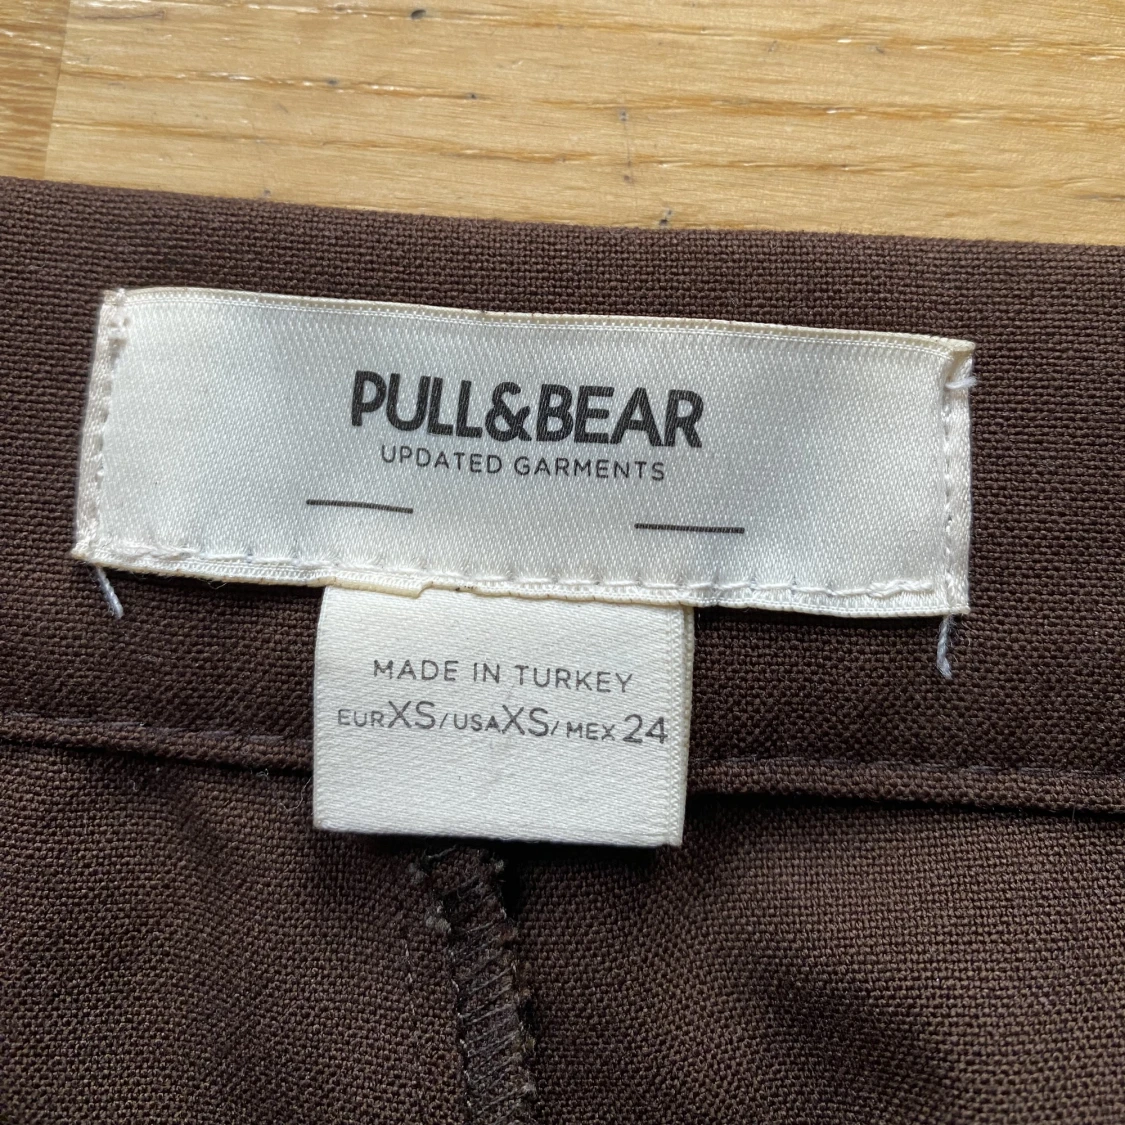 PULL&BEAR
UPDATED GARMENTS
MADE IN TURKEY
EUR XS/USA XS/MEX 24